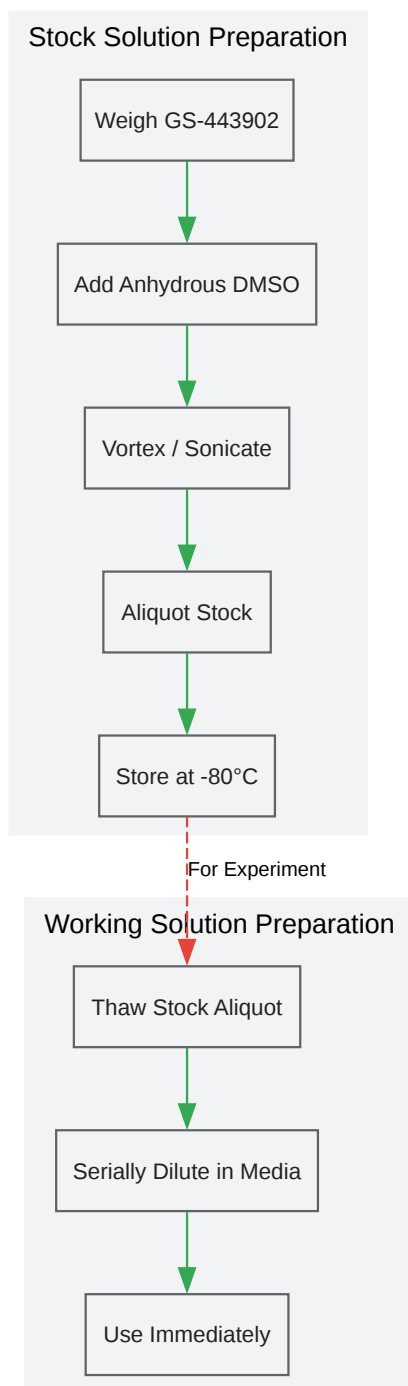 Stock Solution Preparation
Weigh GS-443902
Add Anhydrous DMSO
Vortex / Sonicate
Aliquot Stock
Store at -80°C
For Experiment
Working Solution Preparation
Thaw Stock Aliquot
Serially Dilute in Media
Use Immediately